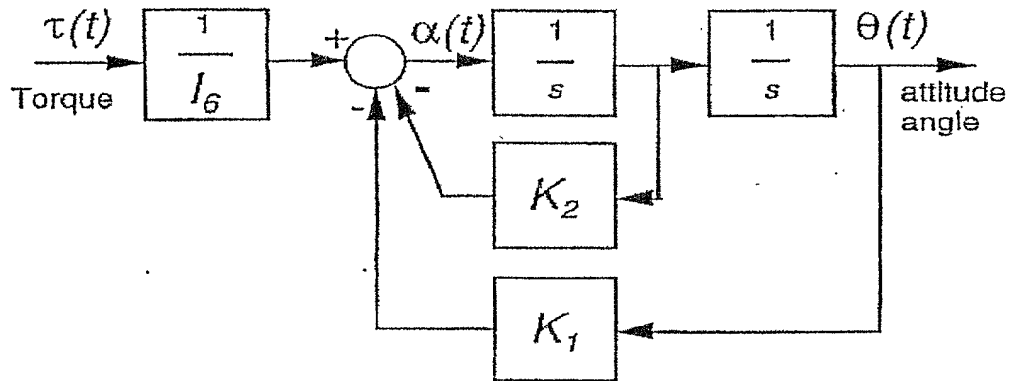 τ(t)
Torque
1
I₆
+
-
-
α(t)
1
s
1
s
θ(t)
attitude
angle
K₂
K₁